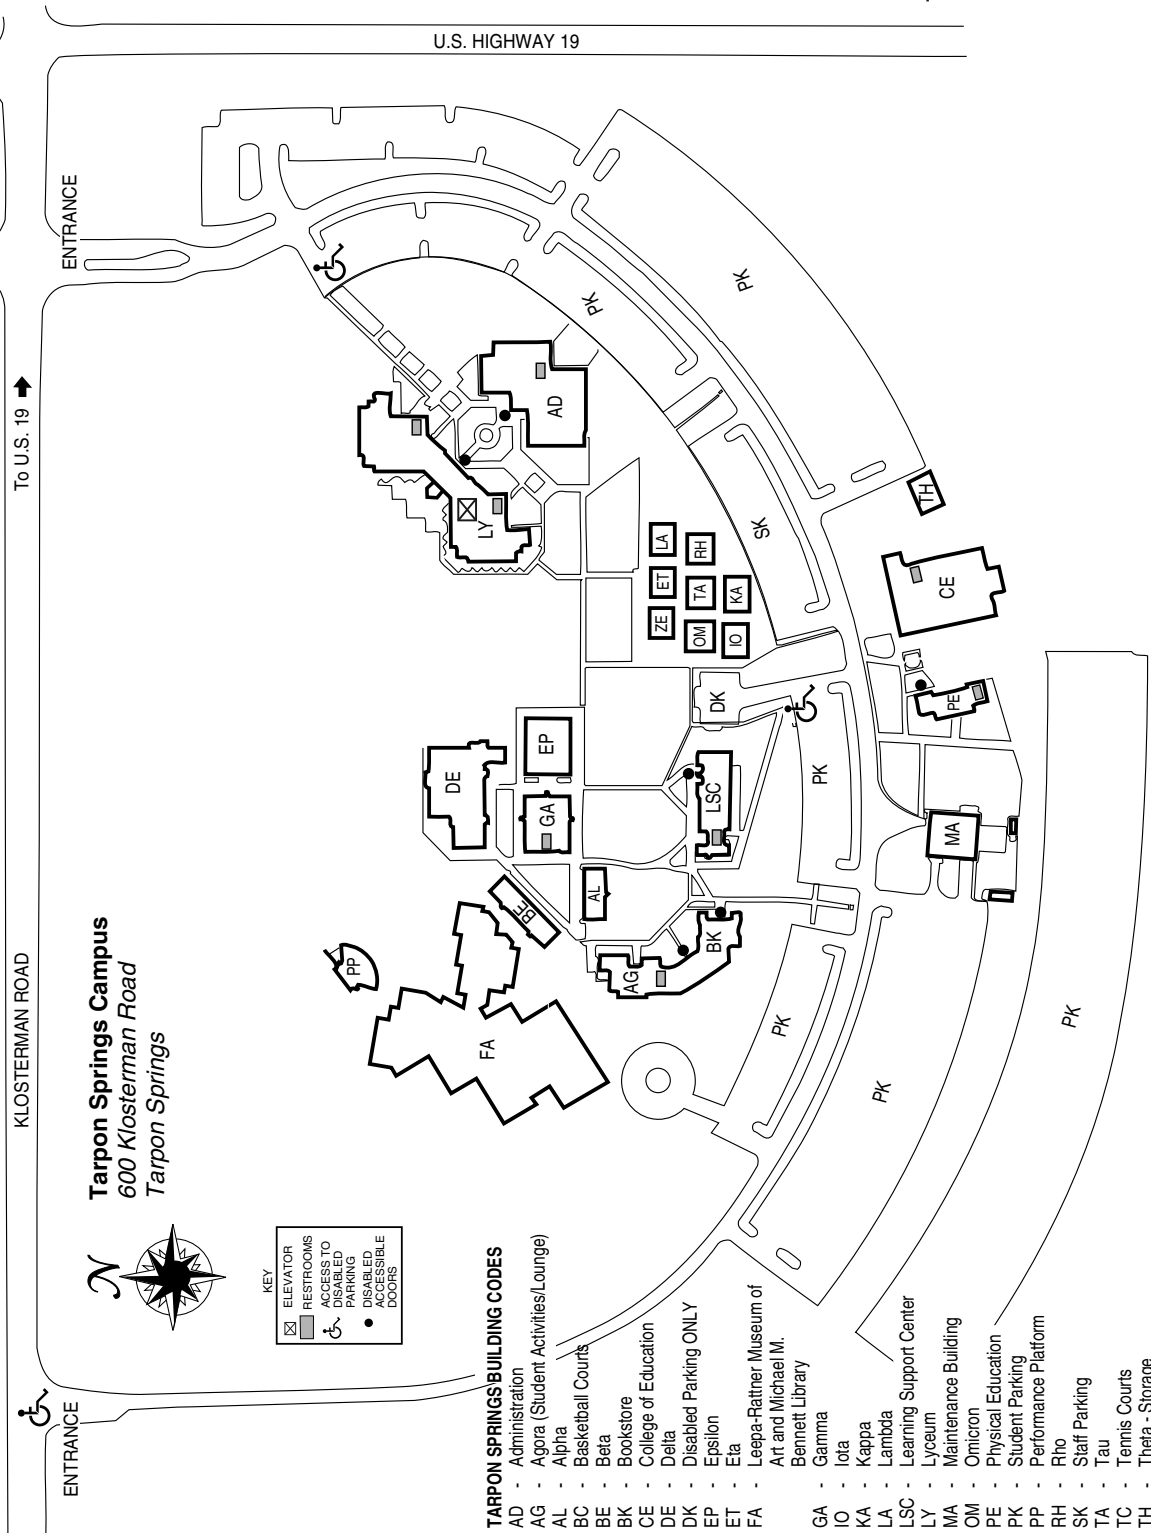 U.S. HIGHWAY 19
ENTRANCE
To U.S. 19
KLOSTERMAN ROAD
ENTRANCE
Tarpon Springs Campus
600 Klosterman Road
Tarpon Springs
N
KEY
ELEVATOR
RESTROOMS
ACCESS TO
DISABLED
PARKING
DISABLED
ACCESSIBLE
DOORS
PK
PK
AD
LY
SK
TH
LA
RH
ET
TA
KA
ZE
OM
IO
CE
DK
PE
EP
DE
GA
LSC
PK
MA
AL
BE
BK
AG
PP
FA
PK
PK
PK
TARPON SPRINGS BUILDING CODES
AD - Administration
AG - Agora (Student Activities/Lounge)
AL - Alpha
BC - Basketball Courts
BE - Beta
BK - Bookstore
CE - College of Education
DE - Delta
DK - Disabled Parking ONLY
EP - Epsilon
ET - Eta
FA - Leepa-Rattner Museum of
Art and Michael M.
Bennett Library
GA - Gamma
IO - Iota
KA - Kappa
LA - Lambda
LSC - Learning Support Center
LY - Lyceum
MA - Maintenance Building
OM - Omicron
PE - Physical Education
PK - Student Parking
PP - Performance Platform
RH - Rho
SK - Staff Parking
TA - Tau
TC - Tennis Courts
TH - Theta - Storage